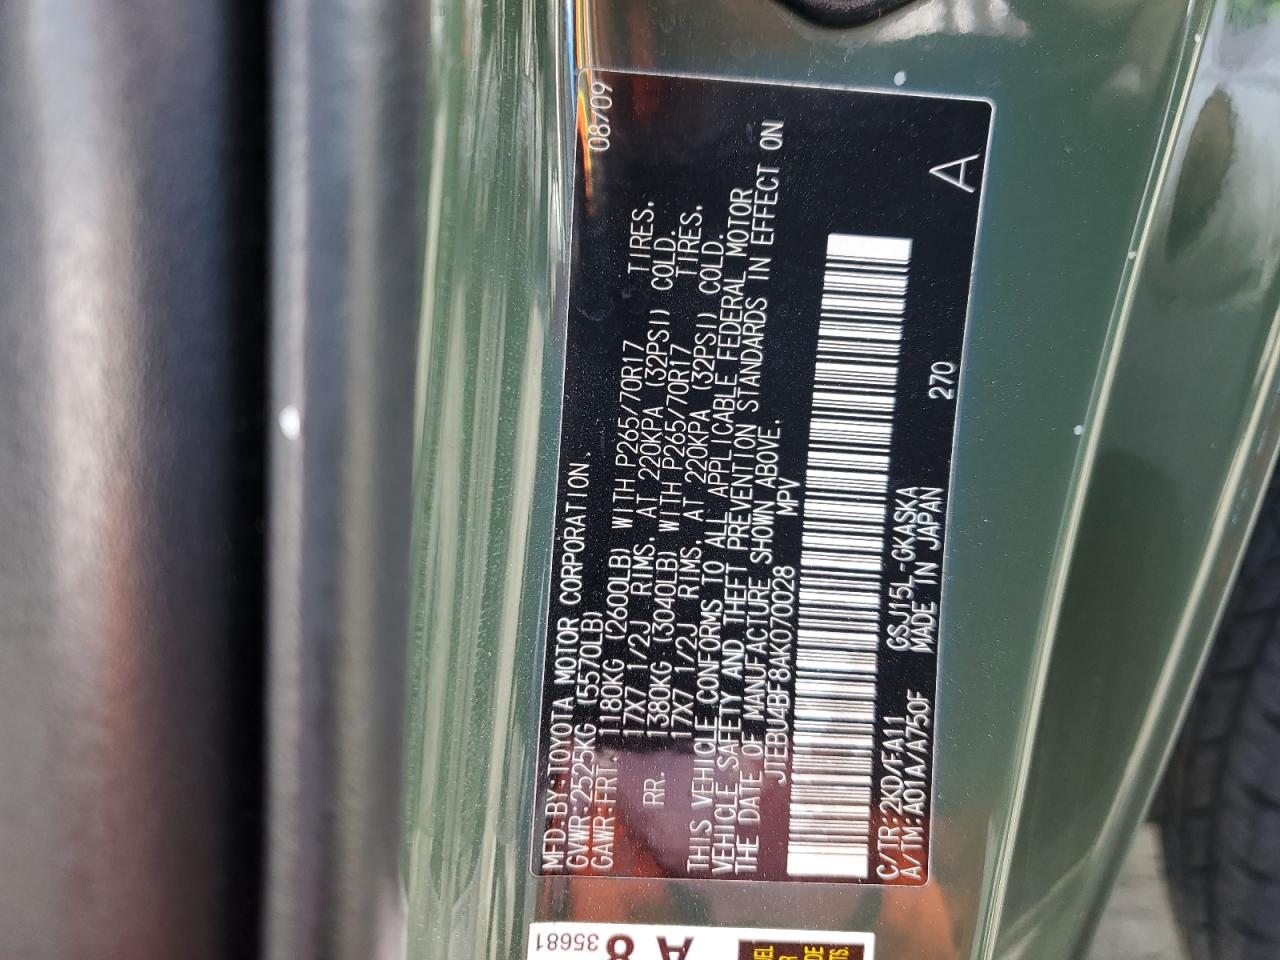 MFD.BY:TOYOTA MOTOR CORPORATION 08/09
GVWR:2525KG (5570LB)
GAWR:FRT 1180KG (2600LB) WITH P265/70R17 TIRES.
17X7 1/2J RIMS. AT 220KPA (32PSI) COLD.
RR. 1380KG (3040LB) WITH P265/70R17 TIRES.
17X7 1/2J RIMS. AT 220KPA (32PSI) COLD.
THIS VEHICLE CONFORMS TO ALL APPLICABLE FEDERAL MOTOR
VEHICLE SAFETY AND THEFT PREVENTION STANDARDS IN EFFECT ON
THE DATE OF MANUFACTURE SHOWN ABOVE.
JTEBU4BF8AK070028 MPV
C/TR:2KD/FA11 GSJ15L-GKASKA
A/TM:A01A/A750F MADE IN JAPAN 270 A
A8
35681